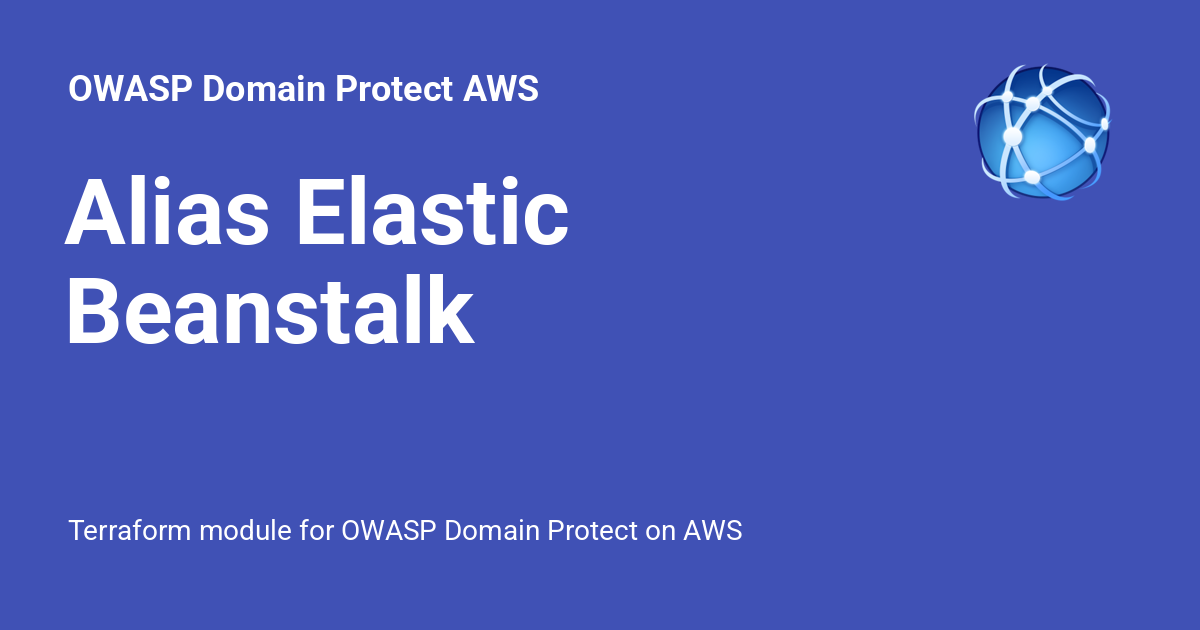 OWASP Domain Protect AWS
Alias Elastic
Beanstalk
Terraform module for OWASP Domain Protect on AWS